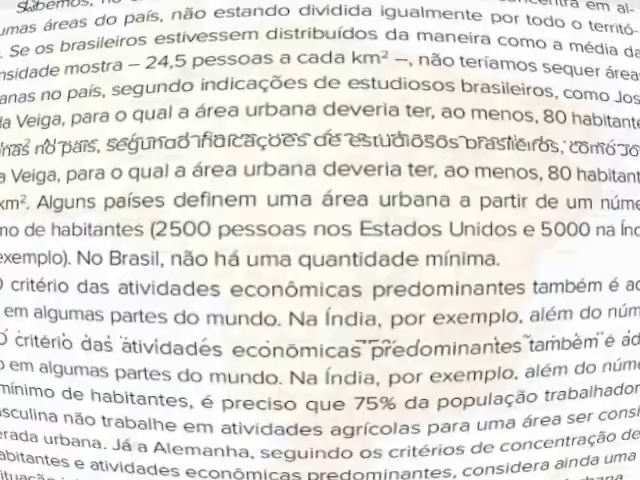 Sabemos, no entra em al-
umas áreas do país, não estando dividida igualmente por todo o territó-
. Se os brasileiros estivessem distribuídos da maneira como a média da
nsidade mostra – 24,5 pessoas a cada km² –, não teríamos sequer área
anas no país, segundo indicações de estudiosos brasileiros, como Jos
la Veiga, para o qual a área urbana deveria ter, ao menos, 80 habitante
nas no país, segundo indicações de estudiosos brasileiros, como Jo
a Veiga, para o qual a área urbana deveria ter, ao menos, 80 habitant
km². Alguns países definem uma área urbana a partir de um núme
mo de habitantes (2500 pessoas nos Estados Unidos e 5000 na Índ
exemplo). No Brasil, não há uma quantidade mínima.
O critério das atividades econômicas predominantes também é ad
em algumas partes do mundo. Na Índia, por exemplo, além do núm
O critério das atividades econômicas predominantes também é ad
o em algumas partes do mundo. Na Índia, por exemplo, além do núme
mínimo de habitantes, é preciso que 75% da população trabalhador
asculina não trabalhe em atividades agrícolas para uma área ser consi
erada urbana. Já a Alemanha, seguindo os critérios de concentração de
abitantes e atividades econômicas predominantes, considera ainda uma